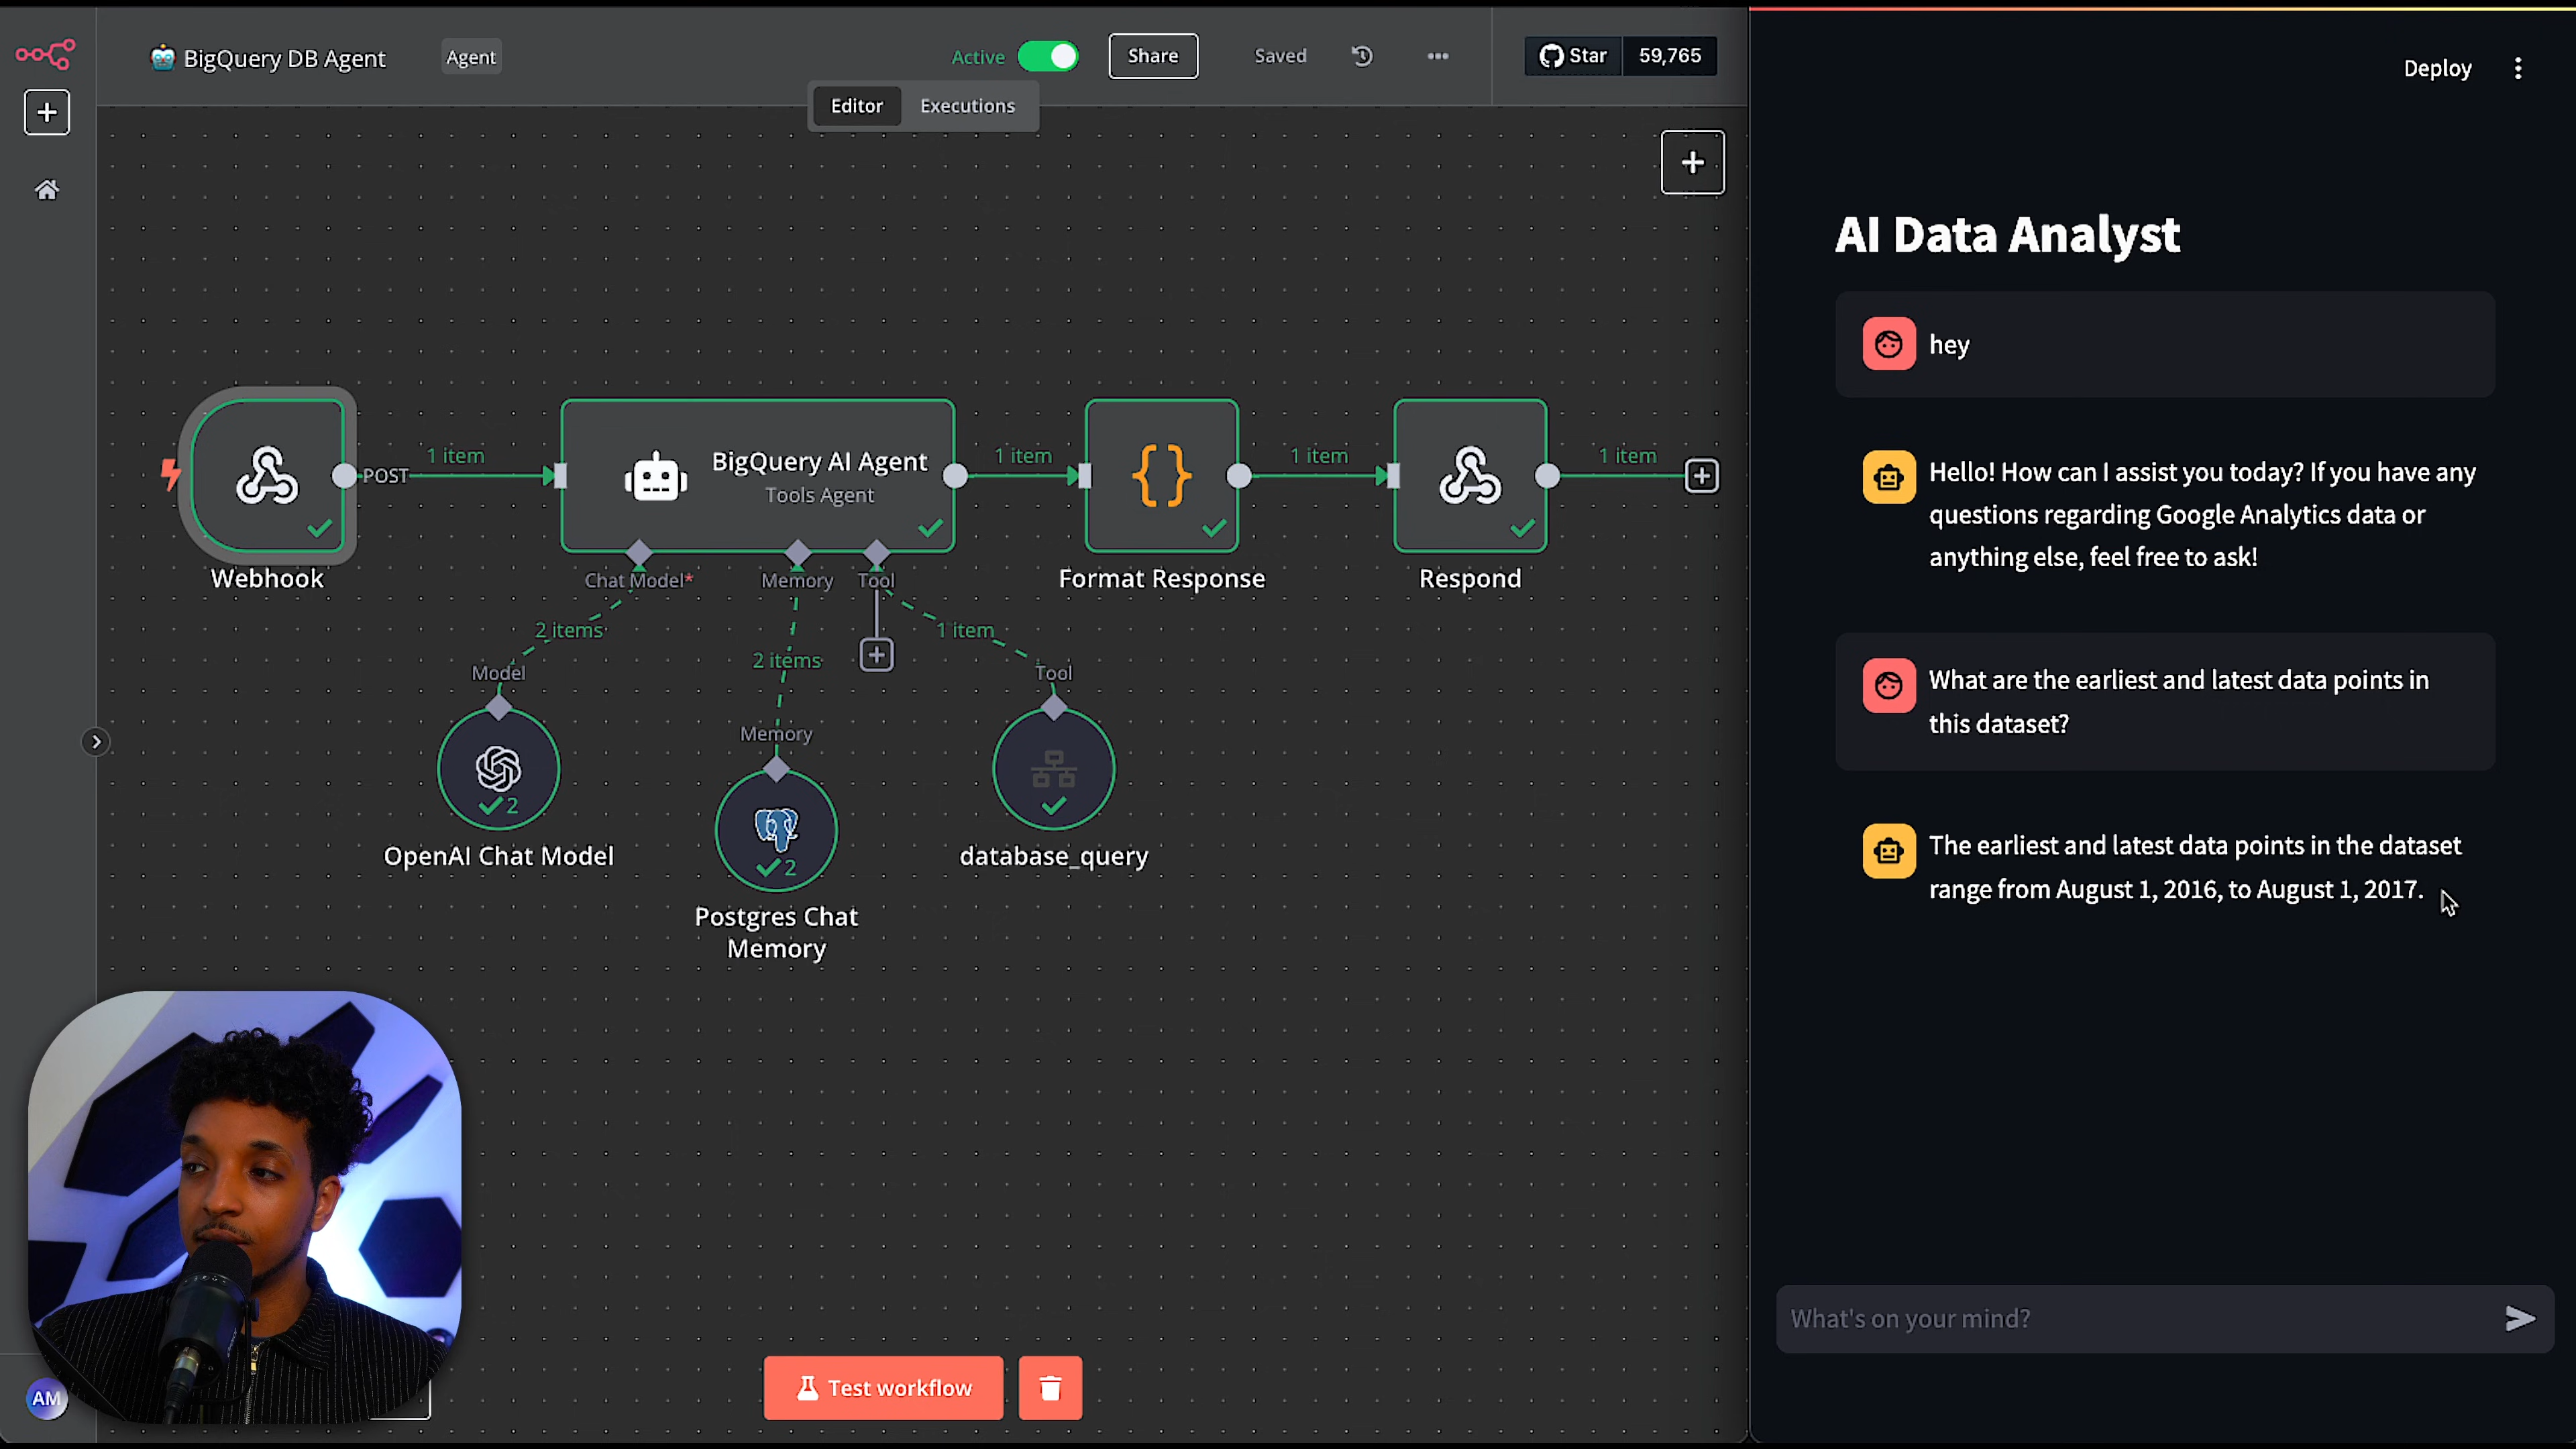 BigQuery DB Agent
Agent
Active
Share
Saved
Star
59,765
Editor
Executions
POST
1 item
BigQuery AI Agent
Tools Agent
1 item
1 item
1 item
Webhook
Chat Model*
Memory
Tool
Format Response
Respond
2 items
1 item
2 items
Model
Tool
Memory
2
OpenAI Chat Model
2
database_query
Postgres Chat
Memory
AM
Test workflow
Deploy
AI Data Analyst
hey
Hello! How can I assist you today? If you have any
questions regarding Google Analytics data or
anything else, feel free to ask!
What are the earliest and latest data points in
this dataset?
The earliest and latest data points in the dataset
range from August 1, 2016, to August 1, 2017.
What's on your mind?